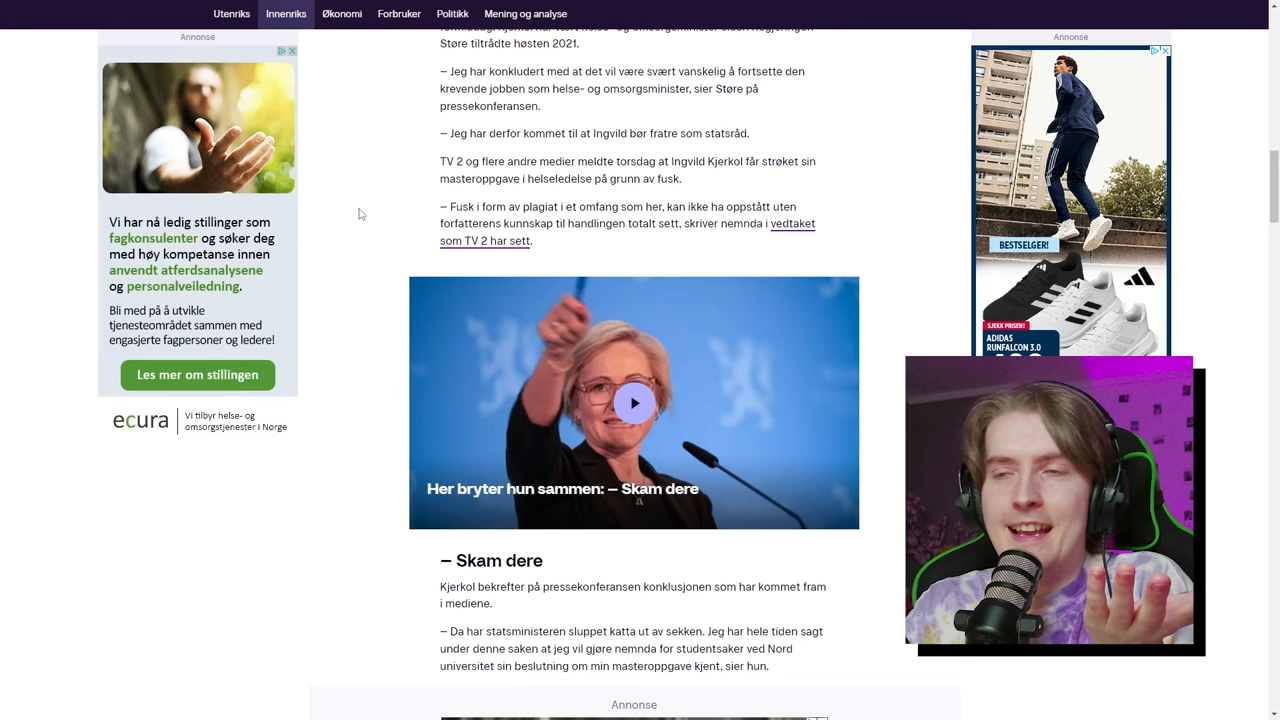 Utenriks Innenriks Økonomi Forbruker Politikk Mening og analyse
Annonse
Vi har nå ledig stillinger som
fagkonsulenter og søker deg
med høy kompetanse innen
anvendt atferdsanalysene
og personalveiledning.
Bli med på å utvikle
tjenesteområdet sammen med
engasjerte fagpersoner og ledere!
Les mer om stillingen
ecura
Vi tilbyr helse- og
omsorgstjenester i Norge
Støre tiltrådte høsten 2021.
– Jeg har konkludert med at det vil være svært vanskelig å fortsette den
krevende jobben som helse- og omsorgsminister, sier Støre på
pressekonferansen.
– Jeg har derfor kommet til at Ingvild bør fratre som statsråd.
TV 2 og flere andre medier meldte torsdag at Ingvild Kjerkol får strøket sin
masteroppgave i helseledelse på grunn av fusk.
– Fusk i form av plagiat i et omfang som her, kan ikke ha oppstått uten
forfatterens kunnskap til handlingen totalt sett, skriver nemnda i vedtaket
som TV 2 har sett.
Her bryter hun sammen: – Skam dere
– Skam dere
Kjerkol bekrefter på pressekonferansen konklusjonen som har kommet fram
i mediene.
– Da har statsministeren sluppet katta ut av sekken. Jeg har hele tiden sagt
under denne saken at jeg vil gjøre nemnda for studentsaker ved Nord
universitet sin beslutning om min masteroppgave kjent, sier hun.
Annonse
Annonse
BESTSELGER!
SJEKK PRISEN!
ADIDAS
RUNFALCON 3.0